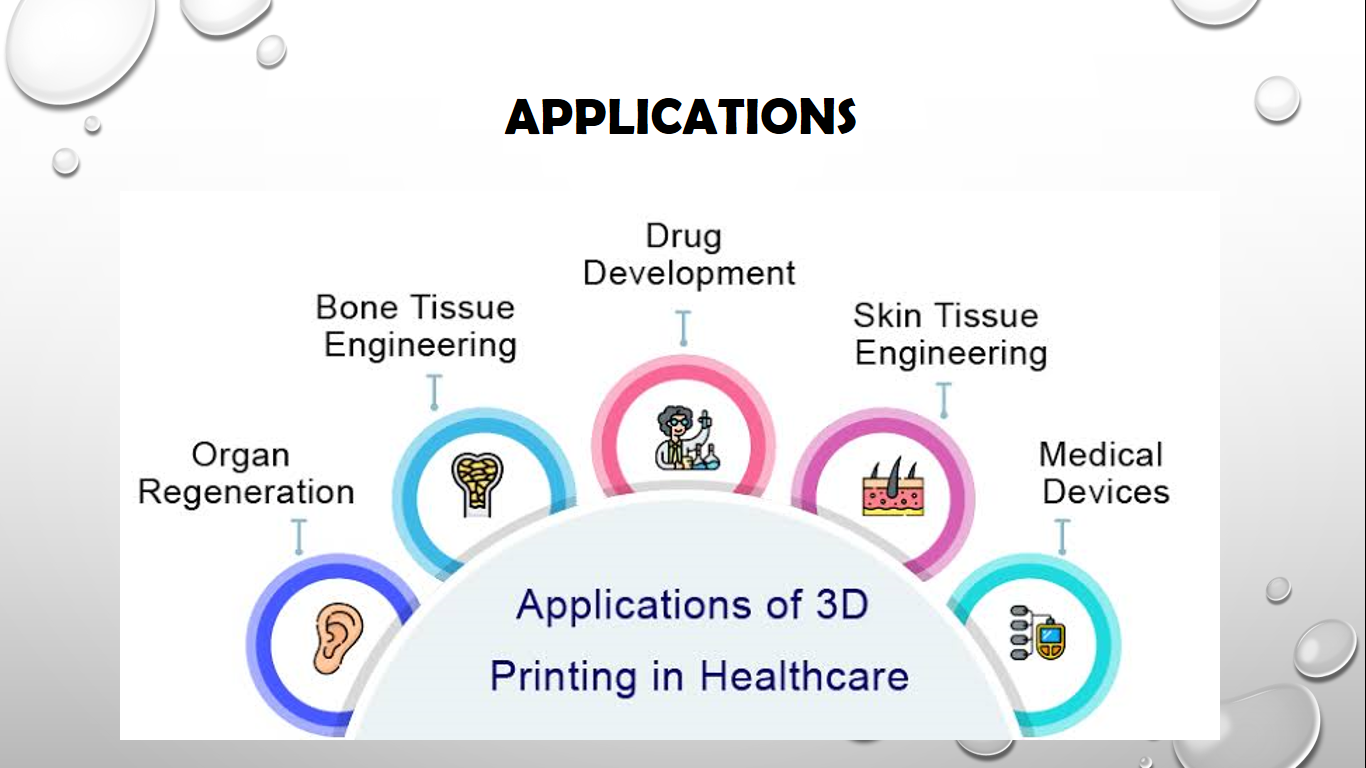 APPLICATIONS
Drug
Development
Bone Tissue
Engineering
Skin Tissue
Engineering
Organ
Regeneration
Medical
Devices
Applications of 3D
Printing in Healthcare